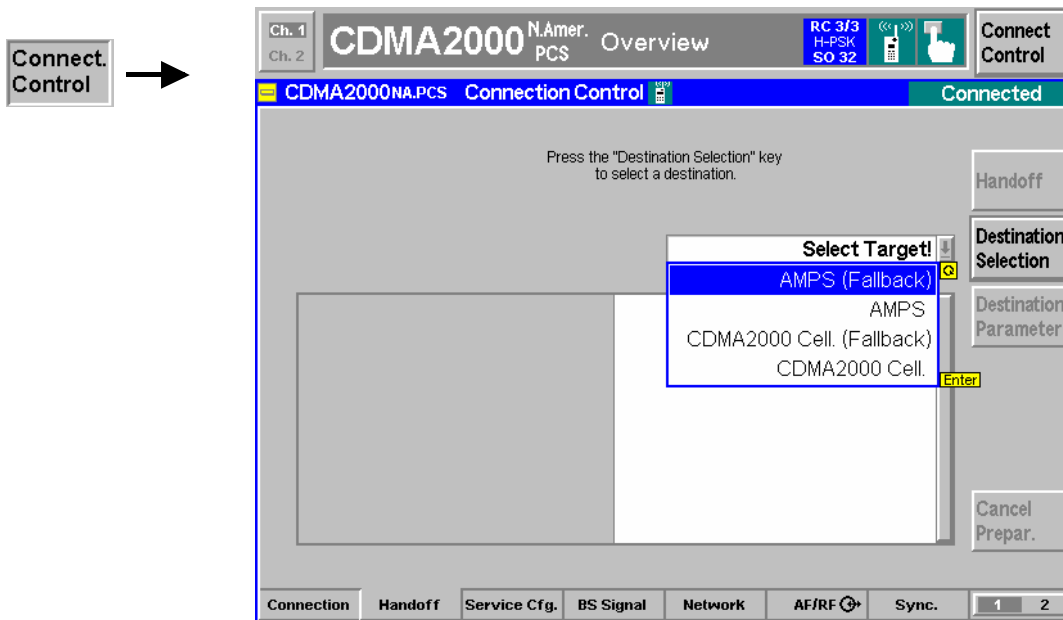 Connect.
Control
Ch. 1
Ch. 2
CDMA2000 N.Amer. PCS Overview
RC 3/3
H-PSK
SO 32
Connect
Control
CDMA2000 NA.PCS Connection Control
Connected
Press the "Destination Selection" key
to select a destination.
Handoff
Select Target!
Destination
Selection
AMPS (Fallback)
AMPS
CDMA2000 Cell. (Fallback)
CDMA2000 Cell.
Enter
Destination
Parameter
Cancel
Prepar.
Connection Handoff Service Cfg. BS Signal Network AF/RF Sync. 1 2